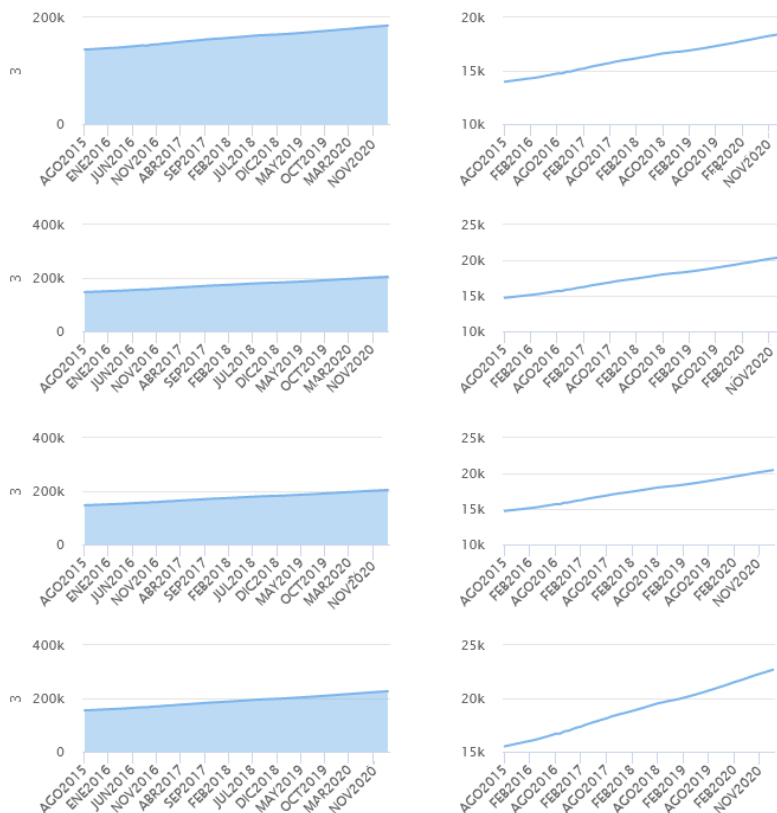 200k
3
0
AGO2015
ENE2016
JUN2016
NOV2016
ABR2017
SEP2017
FEB2018
JUL2018
DIC2018
MAY2019
OCT2019
MAR2020
NOV2020
20k
15k
10k
AGO2015
FEB2016
AGO2016
FEB2017
AGO2017
FEB2018
AGO2018
FEB2019
AGO2019
FEB2020
NOV2020
400k
200k
3
0
AGO2015
ENE2016
JUN2016
NOV2016
ABR2017
SEP2017
FEB2018
JUL2018
DIC2018
MAY2019
OCT2019
MAR2020
NOV2020
25k
20k
15k
10k
AGO2015
FEB2016
AGO2016
FEB2017
AGO2017
FEB2018
AGO2018
FEB2019
AGO2019
FEB2020
NOV2020
400k
200k
3
0
AGO2015
ENE2016
JUN2016
NOV2016
ABR2017
SEP2017
FEB2018
JUL2018
DIC2018
MAY2019
OCT2019
MAR2020
NOV2020
25k
20k
15k
10k
AGO2015
FEB2016
AGO2016
FEB2017
AGO2017
FEB2018
AGO2018
FEB2019
AGO2019
FEB2020
NOV2020
400k
200k
3
0
AGO2015
ENE2016
JUN2016
NOV2016
ABR2017
SEP2017
FEB2018
JUL2018
DIC2018
MAY2019
OCT2019
MAR2020
NOV2020
25k
20k
15k
AGO2015
FEB2016
AGO2016
FEB2017
AGO2017
FEB2018
AGO2018
FEB2019
AGO2019
FEB2020
NOV2020